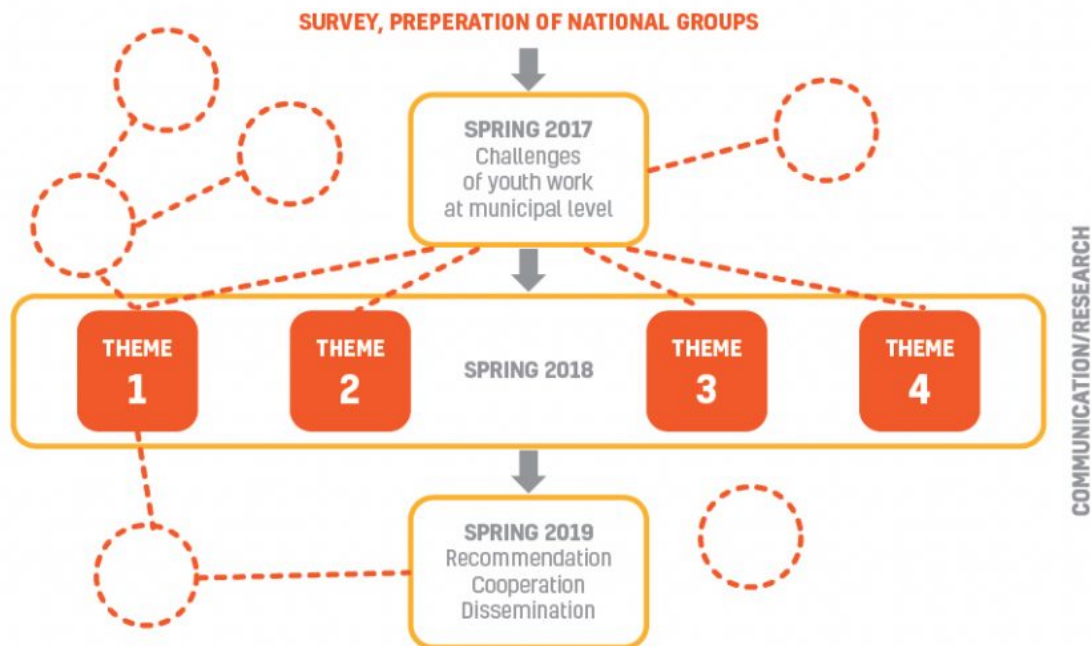 SURVEY, PREPERATION OF NATIONAL GROUPS
SPRING 2017
Challenges
of youth work
at municipal level
THEME
1
THEME
2
SPRING 2018
THEME
3
THEME
4
SPRING 2019
Recommendation
Cooperation
Dissemination
COMMUNICATION/RESEARCH